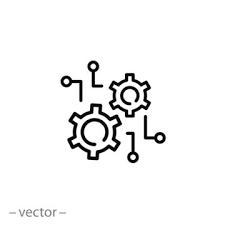 – vector –